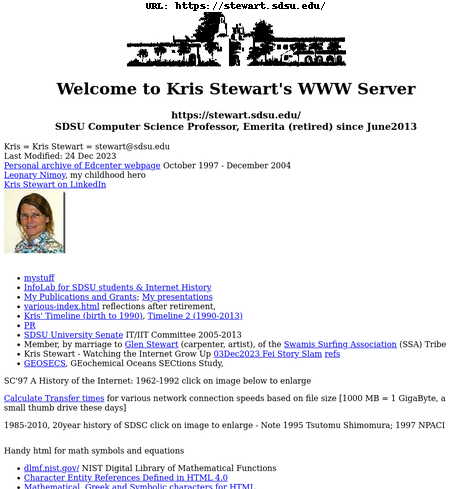 URL: https://stewart.sdsu.edu/
Welcome to Kris Stewart's WWW Server
https://stewart.sdsu.edu/
SDSU Computer Science Professor, Emerita (retired) since June2013
Kris = Kris Stewart = stewart@sdsu.edu
Last Modified: 24 Dec 2023
Personal archive of Edcenter webpage October 1997 - December 2004
Leonary Nimoy, my childhood hero
Kris Stewart on LinkedIn
mystuff
InfoLab for SDSU students & Internet History
My Publications and Grants; My presentations
various-index.html reflections after retirement,
Kris' Timeline (birth to 1990), Timeline 2 (1990-2013)
PR
SDSU University Senate IT/IIT Committee 2005-2013
Member, by marriage to Glen Stewart (carpenter, artist), of the Swamis Surfing Association (SSA) Tribe
Kris Stewart - Watching the Internet Grow Up 03Dec2023 Fei Story Slam refs
GEOSECS, GEochemical Oceans SECtions Study,
SC'97 A History of the Internet: 1962-1992 click on image below to enlarge
Calculate Transfer times for various network connection speeds based on file size [1000 MB = 1 GigaByte, a
small thumb drive these days]
1985-2010, 20year history of SDSC click on image to enlarge - Note 1995 Tsutomu Shimomura; 1997 NPACI
Handy html for math symbols and equations
dlmf.nist.gov/ NIST Digital Library of Mathematical Functions
Character Entity References Defined in HTML 4.0
Mathematical, Greek and Symbolic characters for HTML